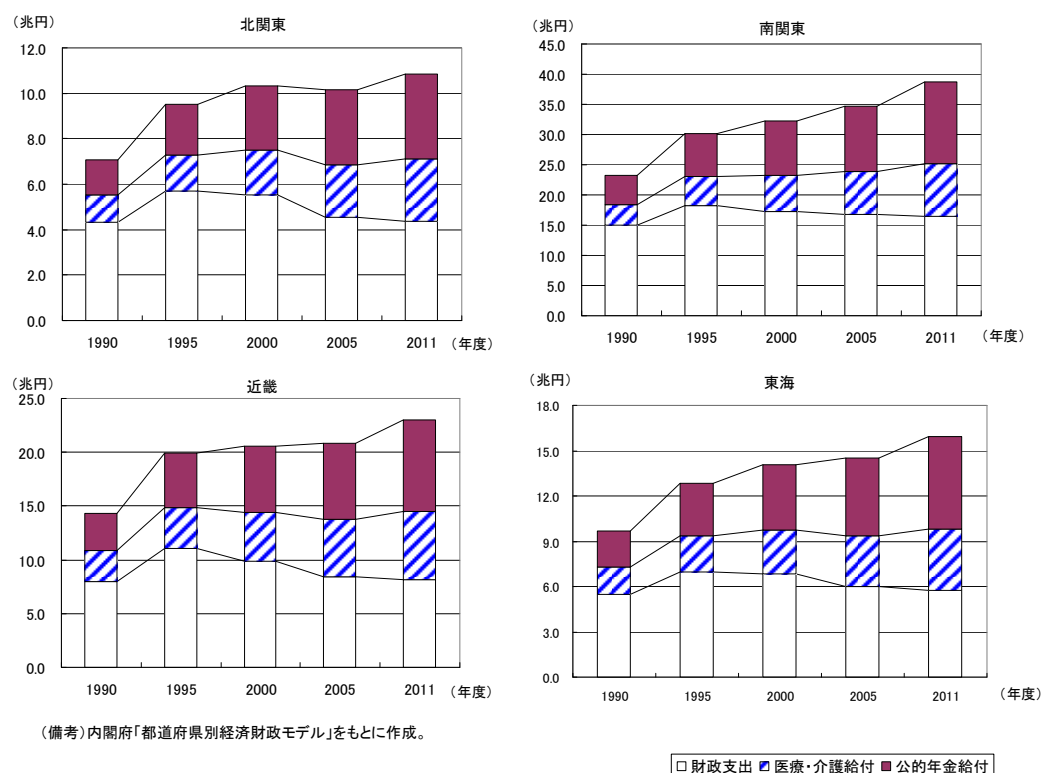 (兆円)
北関東
12.0
10.0
8.0
6.0
4.0
2.0
0.0
1990 1995 2000 2005 2011 (年度)
(兆円)
南関東
45.0
40.0
35.0
30.0
25.0
20.0
15.0
10.0
5.0
0.0
1990 1995 2000 2005 2011 (年度)
(兆円)
近畿
25.0
20.0
15.0
10.0
5.0
0.0
1990 1995 2000 2005 2011 (年度)
(兆円)
東海
18.0
15.0
12.0
9.0
6.0
3.0
0.0
1990 1995 2000 2005 2011 (年度)
(備考)内閣府「都道府県別経済財政モデル」をもとに作成。
財政支出 医療・介護給付 公的年金給付